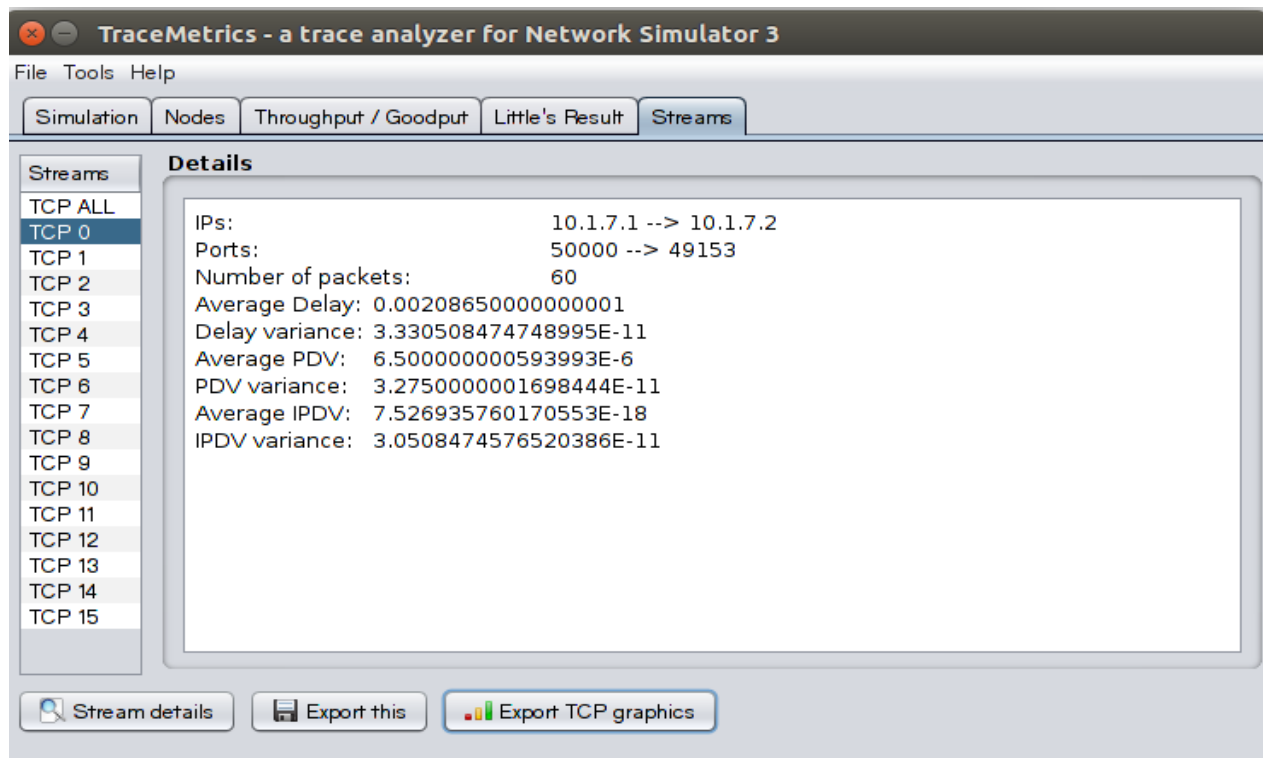 TraceMetrics - a trace analyzer for Network Simulator 3
File Tools Help
Simulation Nodes Throughput / Goodput Little's Result Streams
Streams
TCP ALL
TCP 0
TCP 1
TCP 2
TCP 3
TCP 4
TCP 5
TCP 6
TCP 7
TCP 8
TCP 9
TCP 10
TCP 11
TCP 12
TCP 13
TCP 14
TCP 15
Details
IPs: 10.1.7.1 --> 10.1.7.2
Ports: 50000 --> 49153
Number of packets: 60
Average Delay: 0.00208650000000001
Delay variance: 3.330508474748995E-11
Average PDV: 6.500000000593993E-6
PDV variance: 3.2750000001698444E-11
Average IPDV: 7.526935760170553E-18
IPDV variance: 3.0508474576520386E-11
Stream details Export this Export TCP graphics